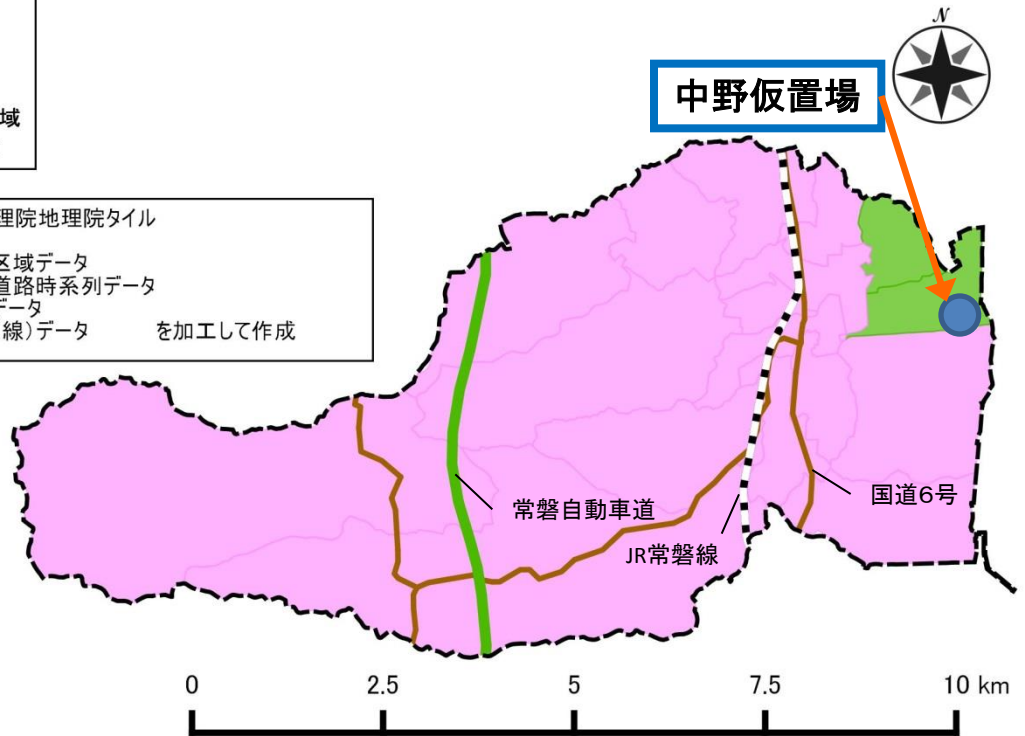 N
中野仮置場
域
理院地理院タイル
区域データ
道路時系列データ
データ
線）データ　　　を加工して作成
国道6号
常磐自動車道
JR常磐線
0 2.5 5 7.5 10 km